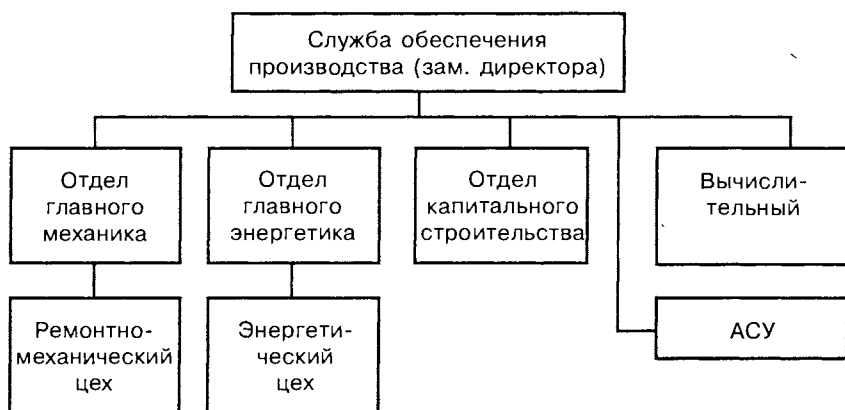 Служба обеспечения
производства (зам. директора)
Отдел
главного
механика
Отдел
главного
энергетика
Отдел
капитального
строительства
Вычисли-
тельный
Ремонтно-
механический
цех
Энергети-
ческий
цех
АСУ